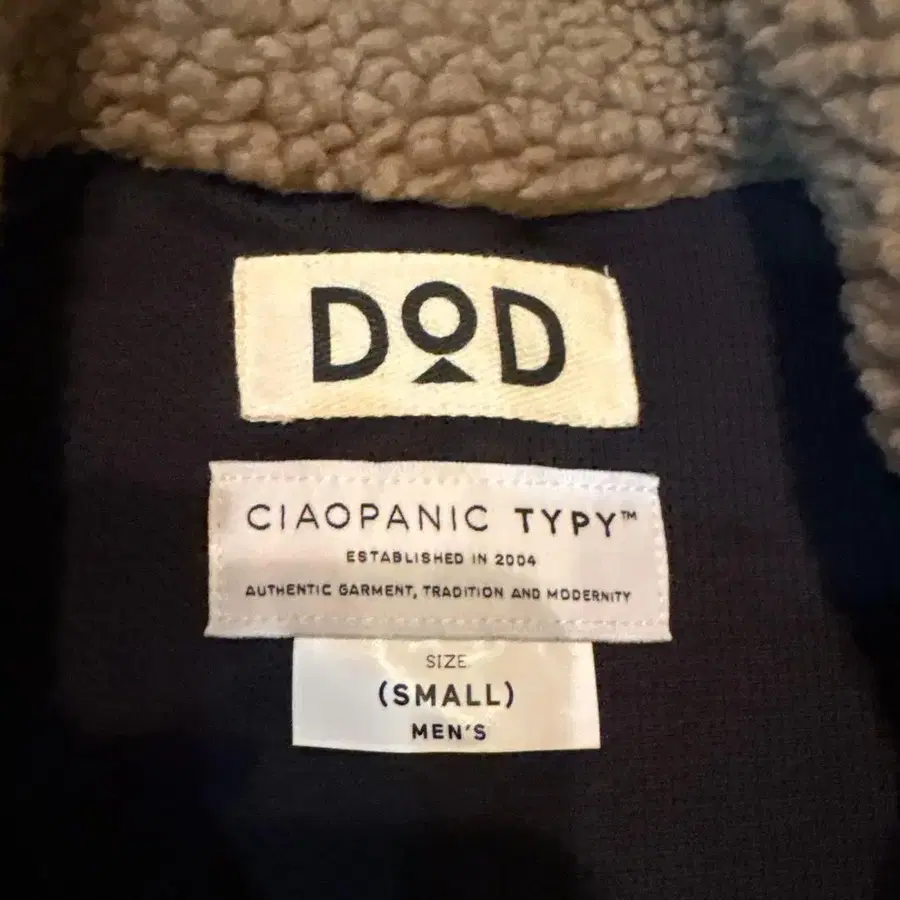 DOD
CIAOPANIC TYPY™
ESTABLISHED IN 2004
AUTHENTIC GARMENT, TRADITION AND MODERNITY
SIZE
(SMALL)
MEN'S